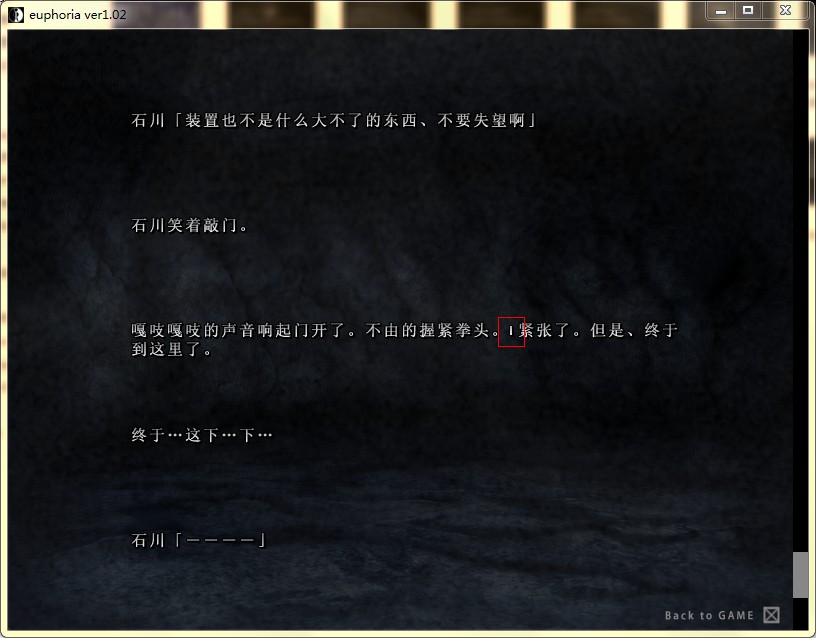 euphoria ver1.02
石川「装置也不是什么大不了的东西、不要失望啊」
石川笑着敲门。
嘎吱嘎吱的声音响起门开了。不由的握紧拳头。I紧张了。但是、终于
到这里了。
终于…这下…下…
石川「－－－－」
Back to GAME